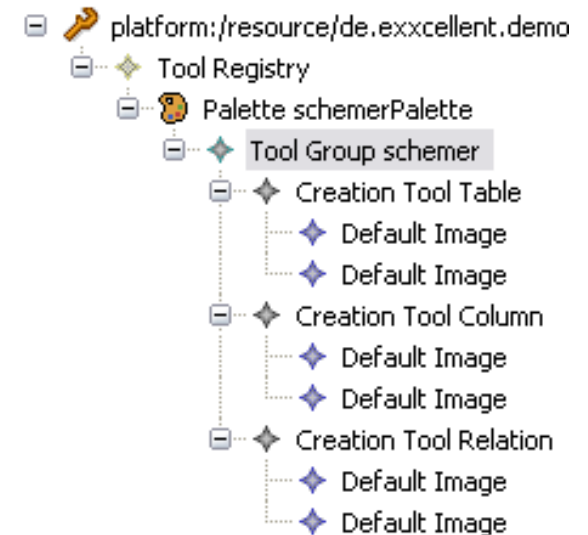 platform:/resource/de.exxcellent.demo
Tool Registry
Palette schemerPalette
Tool Group schemer
Creation Tool Table
Default Image
Default Image
Creation Tool Column
Default Image
Default Image
Creation Tool Relation
Default Image
Default Image